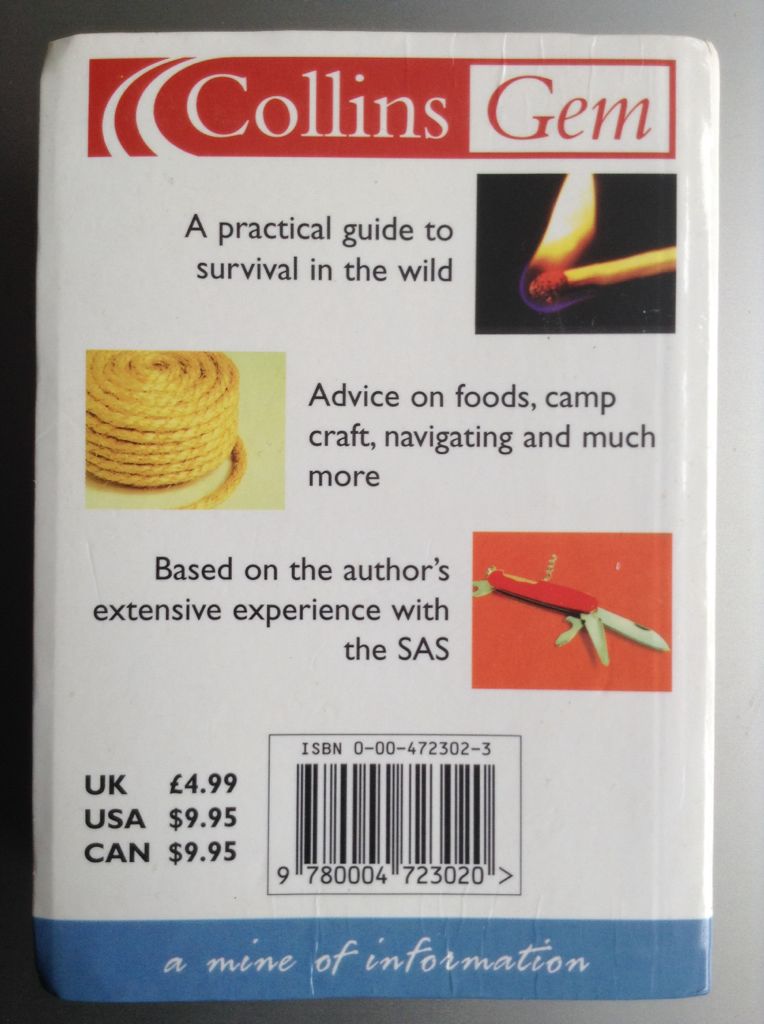 Collins Gem
A practical guide to
survival in the wild
Advice on foods, camp
craft, navigating and much
more
Based on the author's
extensive experience with
the SAS
ISBN 0-00-472302-3
UK £4.99
USA $9.95
CAN $9.95
9 780004 723020 >
a mine of information